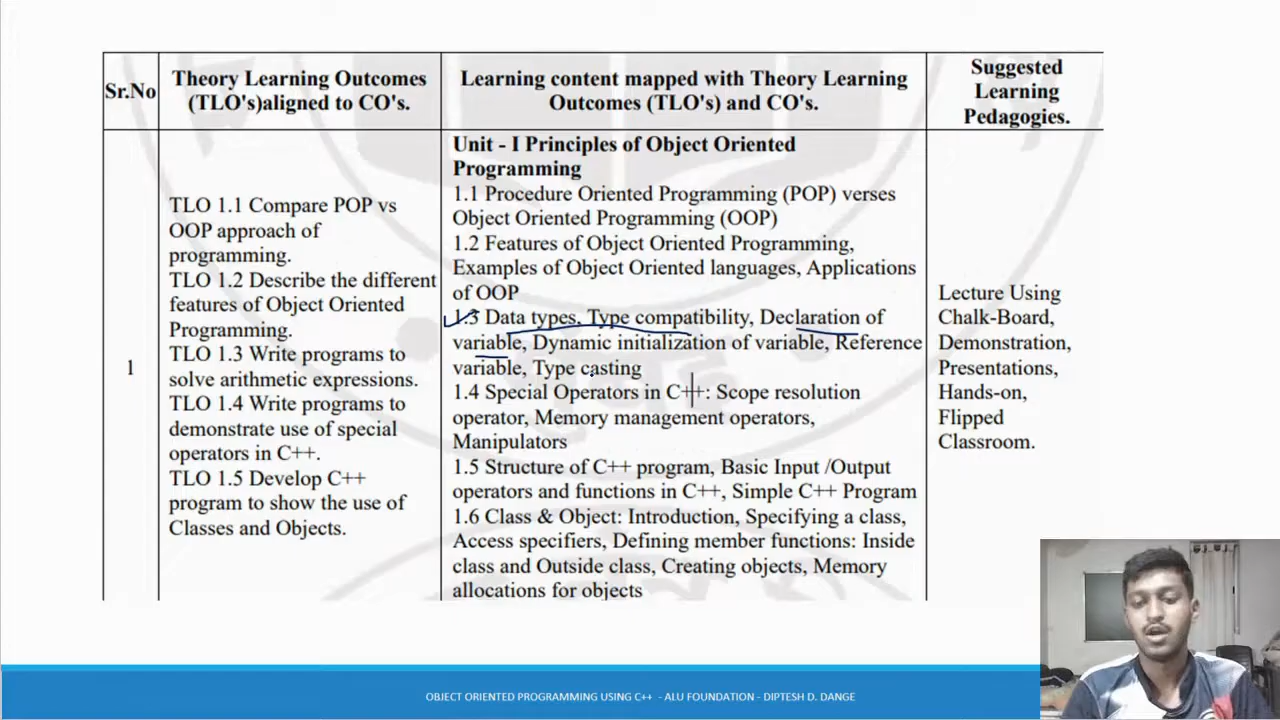 Sr.No
Theory Learning Outcomes
(TLO's)aligned to CO's.
Learning content mapped with Theory Learning
Outcomes (TLO's) and CO's.
Suggested
Learning
Pedagogies.
1
TLO 1.1 Compare POP vs
OOP approach of
programming.
TLO 1.2 Describe the different
features of Object Oriented
Programming.
TLO 1.3 Write programs to
solve arithmetic expressions.
TLO 1.4 Write programs to
demonstrate use of special
operators in C++.
TLO 1.5 Develop C++
program to show the use of
Classes and Objects.
Unit - I Principles of Object Oriented
Programming
1.1 Procedure Oriented Programming (POP) verses
Object Oriented Programming (OOP)
1.2 Features of Object Oriented Programming,
Examples of Object Oriented languages, Applications
of OOP
1.3 Data types, Type compatibility, Declaration of
variable, Dynamic initialization of variable, Reference
variable, Type casting
1.4 Special Operators in C++: Scope resolution
operator, Memory management operators,
Manipulators
1.5 Structure of C++ program, Basic Input /Output
operators and functions in C++, Simple C++ Program
1.6 Class & Object: Introduction, Specifying a class,
Access specifiers, Defining member functions: Inside
class and Outside class, Creating objects, Memory
allocations for objects
Lecture Using
Chalk-Board,
Demonstration,
Presentations,
Hands-on,
Flipped
Classroom.
OBJECT ORIENTED PROGRAMMING USING C++ - ALU FOUNDATION - DIPTESH D. DANGE